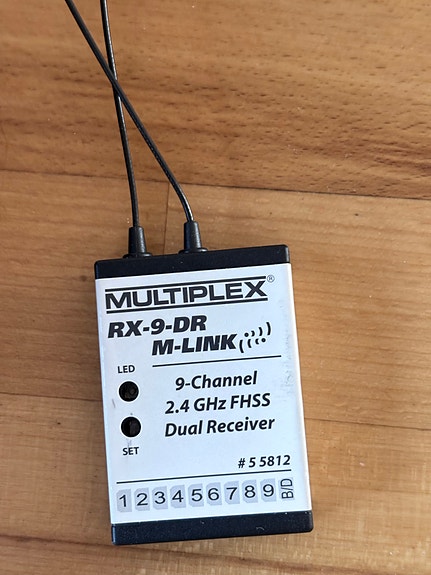 MULTIPLEX®
RX-9-DR
M-LINK
LED
9-Channel
2.4 GHz FHSS
Dual Receiver
SET
# 5 5812
1 2 3 4 5 6 7 8 9 B/D